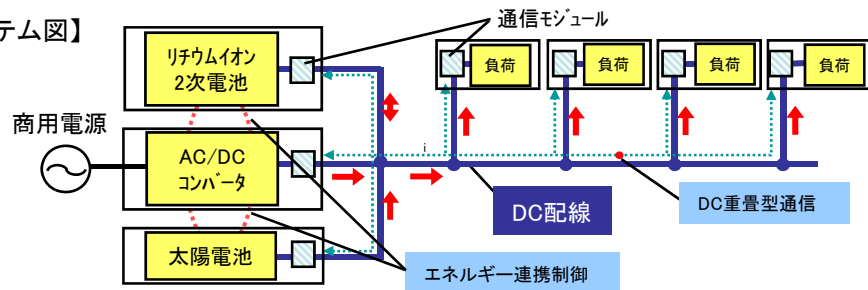 テム図】
通信モジュール
リチウムイオン
2次電池
負荷
負荷
負荷
負荷
商用電源
AC/DC
コンバータ
i
DC配線
DC重畳型通信
太陽電池
エネルギー連携制御